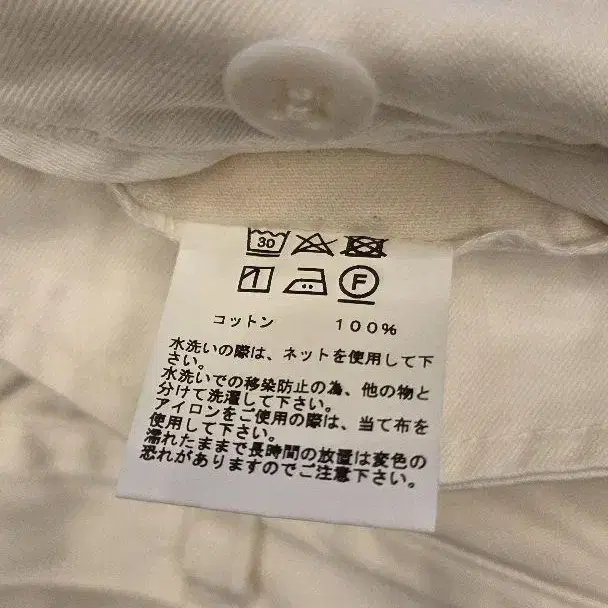 30
F
コットン 100%
水洗いの際は、ネットを使用して下
さい。
水洗いでの移染防止の為、他の物と
分けて洗濯して下さい。
アイロンをご使用の際は、当て布を
使用して下さい。
濡れたままで長時間の放置は変色の
恐れがありますのでご注意下さい。